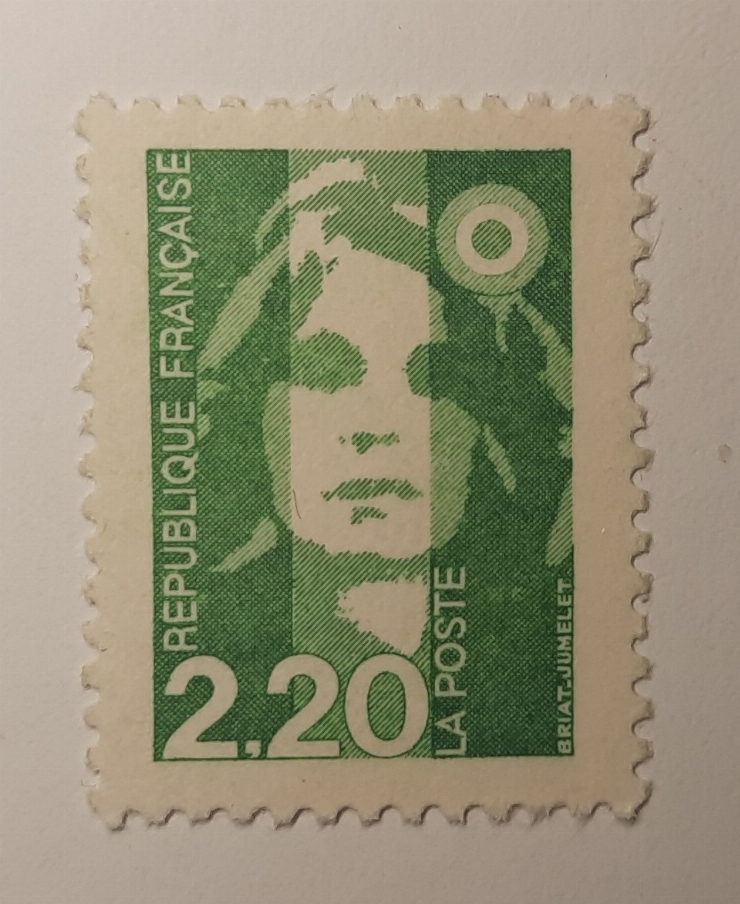 REPUBLIQUE FRANÇAISE
2,20
LA POSTE
BRIAT-JUMELET